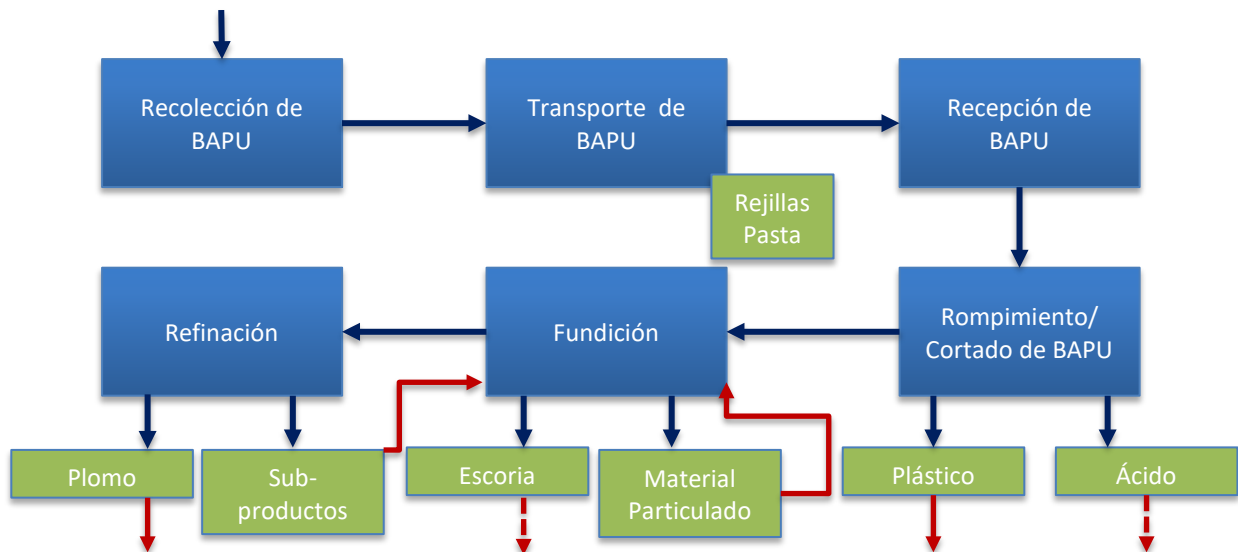 Recolección de
BAPU
Transporte de
BAPU
Recepción de
BAPU
Rejillas
Pasta
Refinación
Fundición
Rompimiento/
Cortado de BAPU
Plomo
Sub-
productos
Escoria
Material
Particulado
Plástico
Ácido